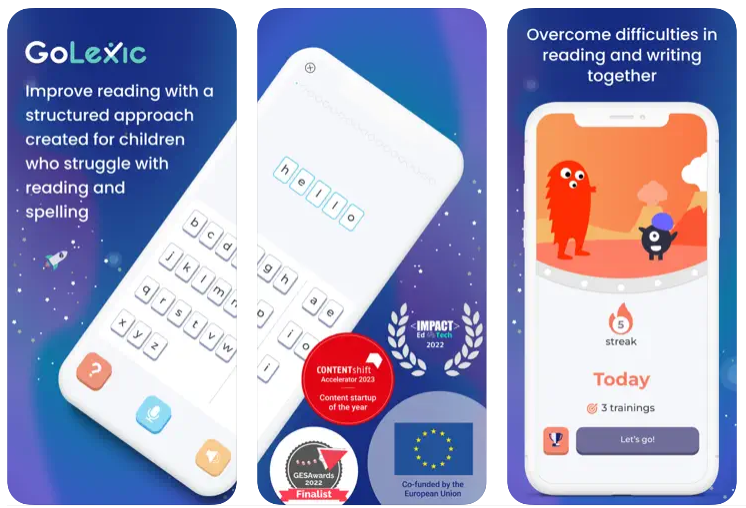 GoLexic
Improve reading with a
structured approach
created for children
who struggle with
reading and
spelling
hello
b c d
g h
j k l m n
p
q r s t v w
x y z
a e
i o
i
?
<IMPACT>
EdTech
2022
CONTENTshift
Accelerator 2023
Content startup
of the year
GESAwards
2022
Finalist
Co-funded by the
European Union
Overcome difficulties in
reading and writing
together
5
streak
Today
3 trainings
Let's go!